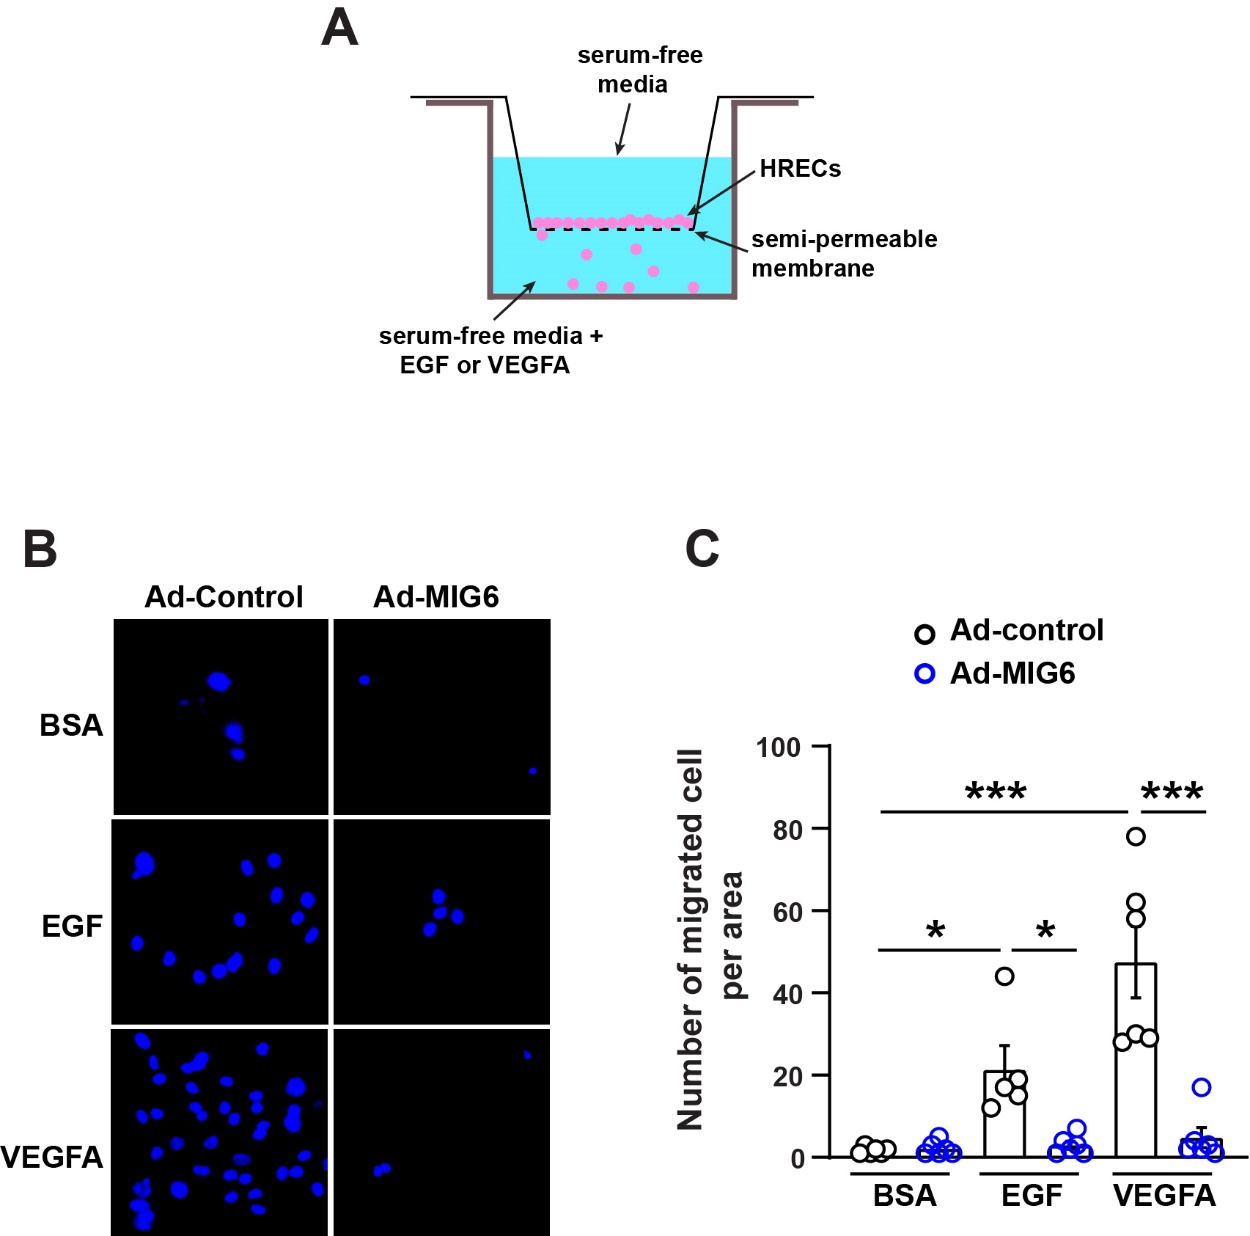 A
serum-free
media
HRECs
semi-permeable
membrane
serum-free media +
EGF or VEGFA
B
Ad-Control
Ad-MIG6
BSA
EGF
VEGFA
C
Ad-control
Ad-MIG6
Number of migrated cell
per area
100
80
60
40
20
0
***
***
*
*
BSA
EGF
VEGFA